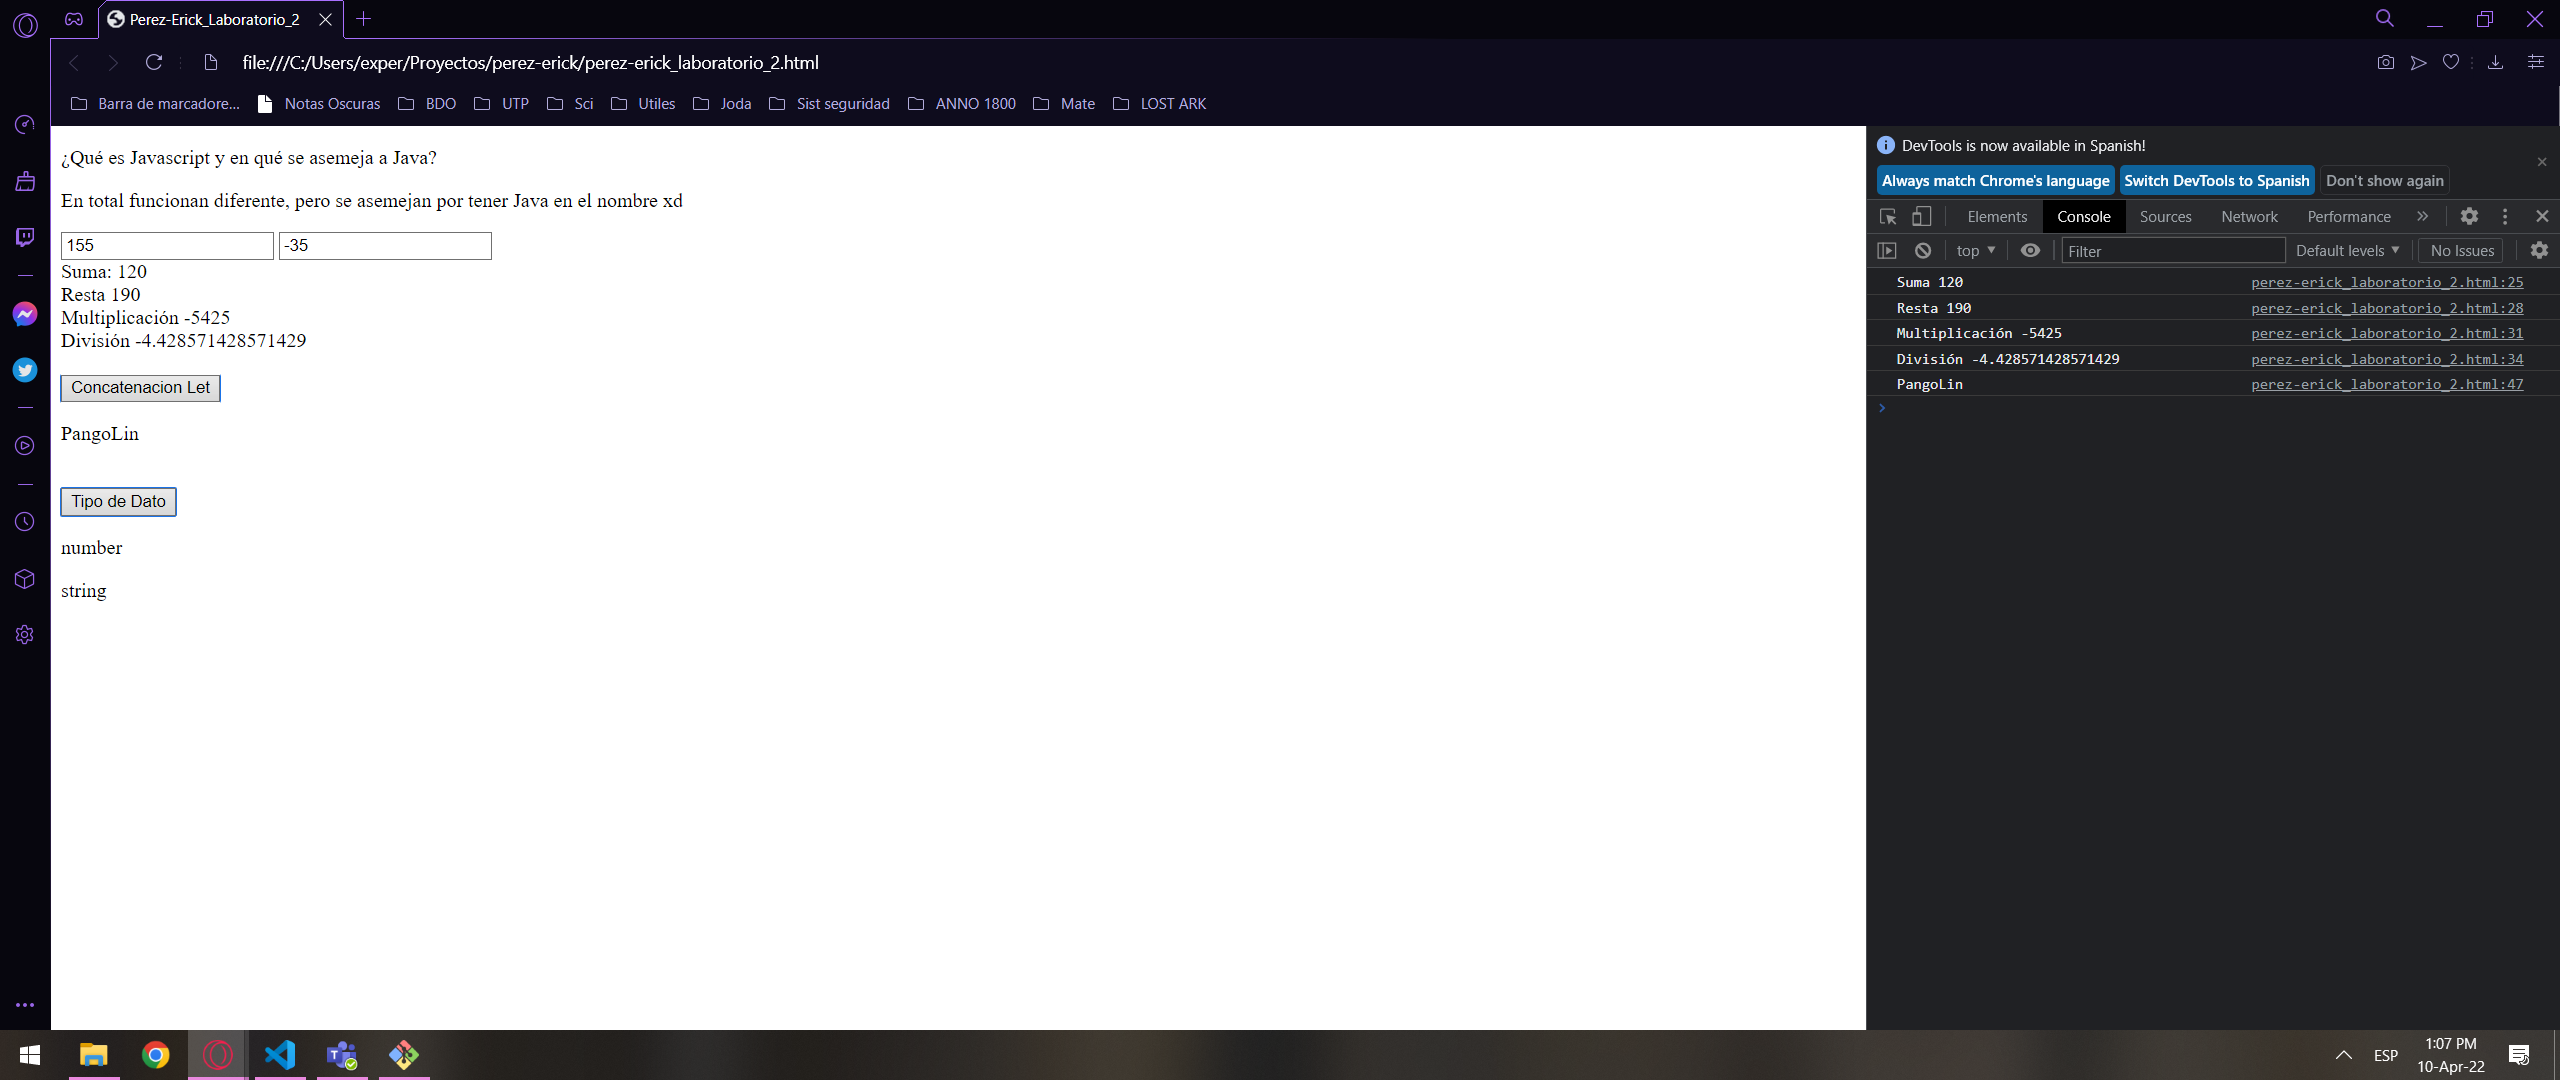 Perez-Erick_Laboratorio_2
file:///C:/Users/exper/Proyectos/perez-erick/perez-erick_laboratorio_2.html
Barra de marcadore... Notas Oscuras BDO UTP Sci Utiles Joda Sist seguridad ANNO 1800 Mate LOST ARK
¿Qué es Javascript y en qué se asemeja a Java?
En total funcionan diferente, pero se asemejan por tener Java en el nombre xd
155 -35
Suma: 120
Resta 190
Multiplicación -5425
División -4.428571428571429
Concatenacion Let
PangoLin
Tipo de Dato
number
string
DevTools is now available in Spanish!
Always match Chrome's language Switch DevTools to Spanish Don't show again
Elements Console Sources Network Performance »
top Filter Default levels No Issues
Suma 120 perez-erick_laboratorio_2.html:25
Resta 190 perez-erick_laboratorio_2.html:28
Multiplicación -5425 perez-erick_laboratorio_2.html:31
División -4.428571428571429 perez-erick_laboratorio_2.html:34
PangoLin perez-erick_laboratorio_2.html:47
ESP
1:07 PM
10-Apr-22